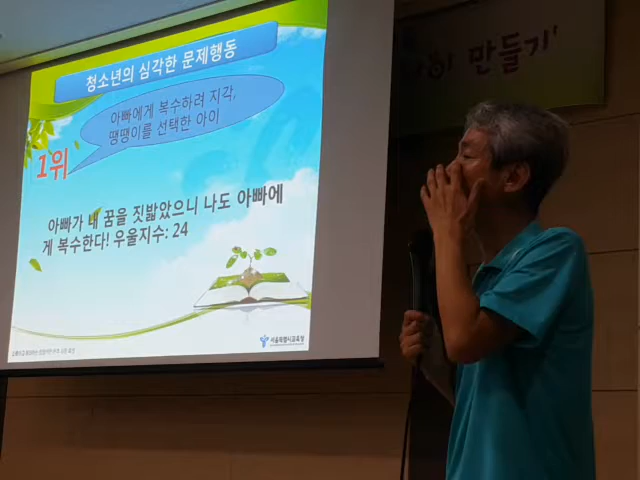 청소년의 심각한 문제행동
아빠에게 복수하려 지각,
땡땡이를 선택한 아이
1위
아빠가 내 꿈을 짓밟았으니 나도 아빠에
게 복수한다! 우울지수: 24
서울특별시교육청
만들기'